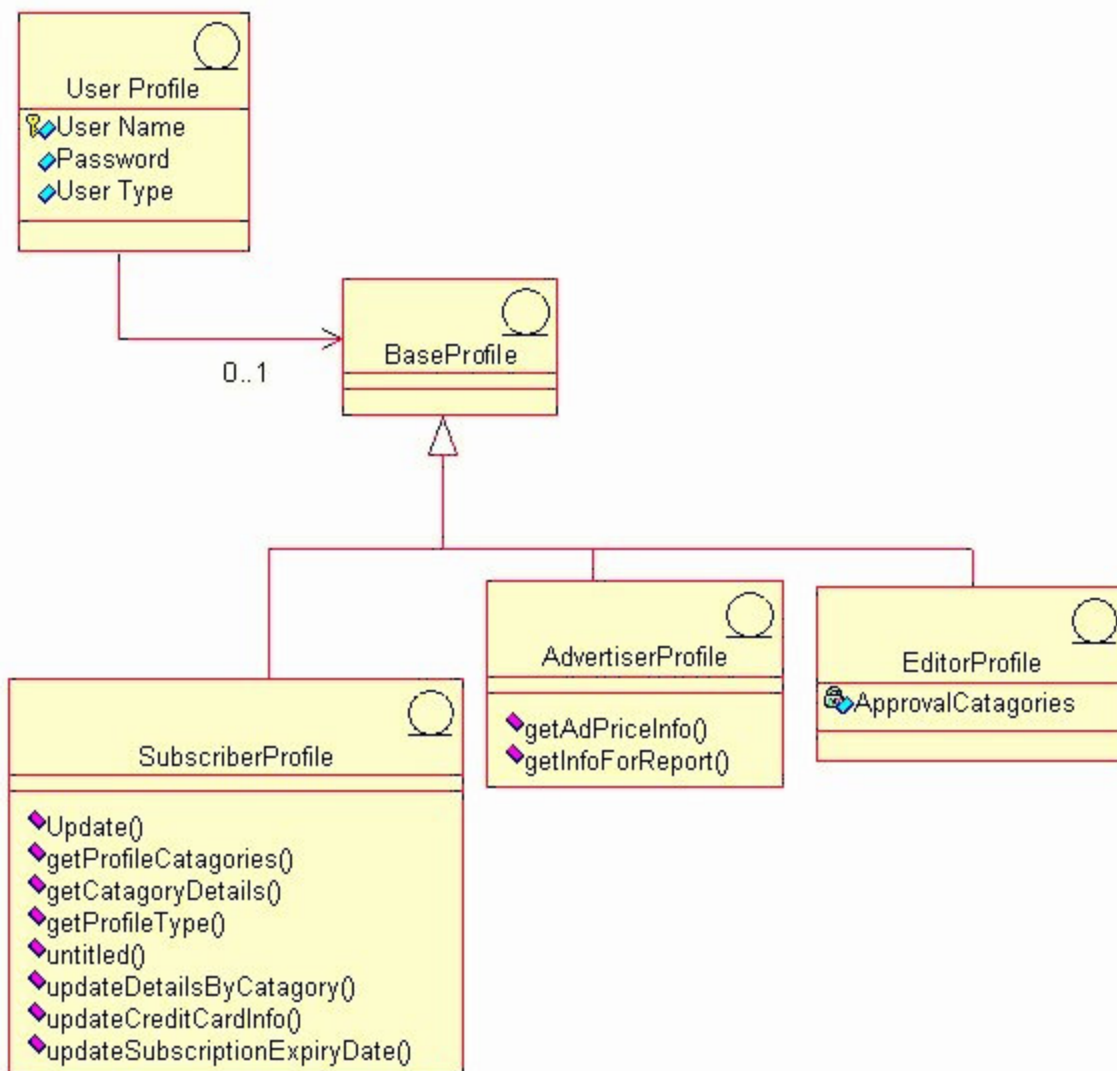 User Profile
User Name
Password
User Type
BaseProfile
0..1
AdvertiserProfile
getAdPriceInfo()
getInfoForReport()
EditorProfile
ApprovalCatagories
SubscriberProfile
Update()
getProfileCatagories()
getCatagoryDetails()
getProfileType()
untitled()
updateDetailsByCatagory()
updateCreditCardInfo()
updateSubscriptionExpiryDate()